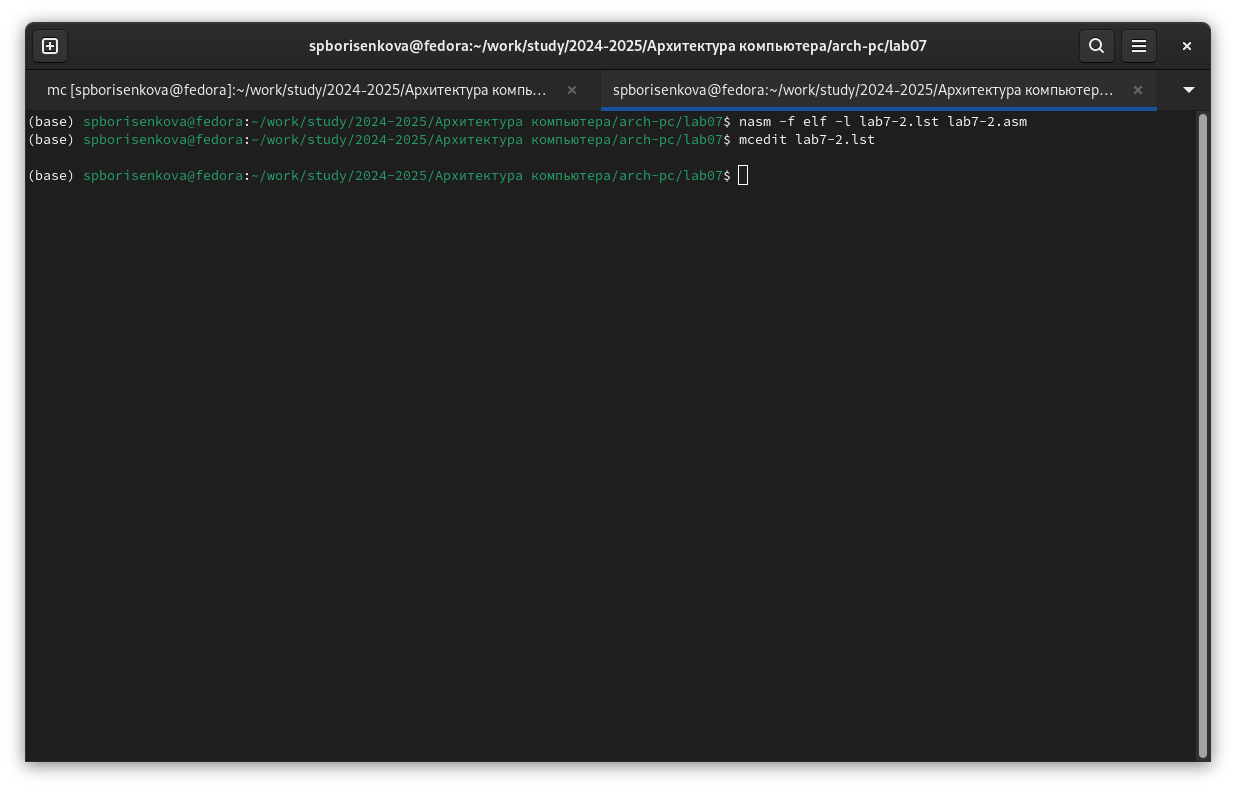 spborisenkova@fedora:~/work/study/2024-2025/Архитектура компьютера/arch-pc/lab07
mc [spborisenkova@fedora]:~/work/study/2024-2025/Архитектура компь…
spborisenkova@fedora:~/work/study/2024-2025/Архитектура компьютер…
(base) spborisenkova@fedora:~/work/study/2024-2025/Архитектура компьютера/arch-pc/lab07$ nasm -f elf -l lab7-2.lst lab7-2.asm
(base) spborisenkova@fedora:~/work/study/2024-2025/Архитектура компьютера/arch-pc/lab07$ mcedit lab7-2.lst
(base) spborisenkova@fedora:~/work/study/2024-2025/Архитектура компьютера/arch-pc/lab07$